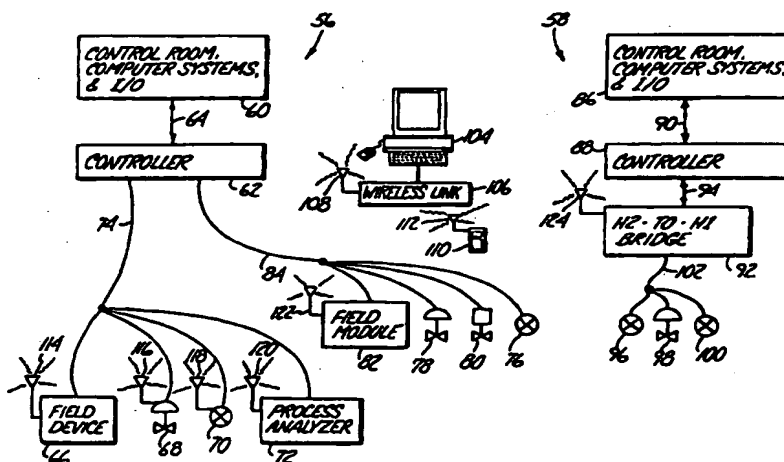 56
58
CONTROL ROOM,
COMPUTER SYSTEMS,
& I/O
60
64
CONTROLLER
62
74
84
104
108
WIRELESS LINK
106
112
110
CONTROL ROOM,
COMPUTER SYSTEMS,
& I/O
86
90
88
CONTROLLER
94
124
H2-TO-H1
BRIDGE
92
102
96
98
100
122
FIELD
MODULE
82
78
80
76
114
116
118
120
FIELD
DEVICE
66
68
70
PROCESS
ANALYZER
72